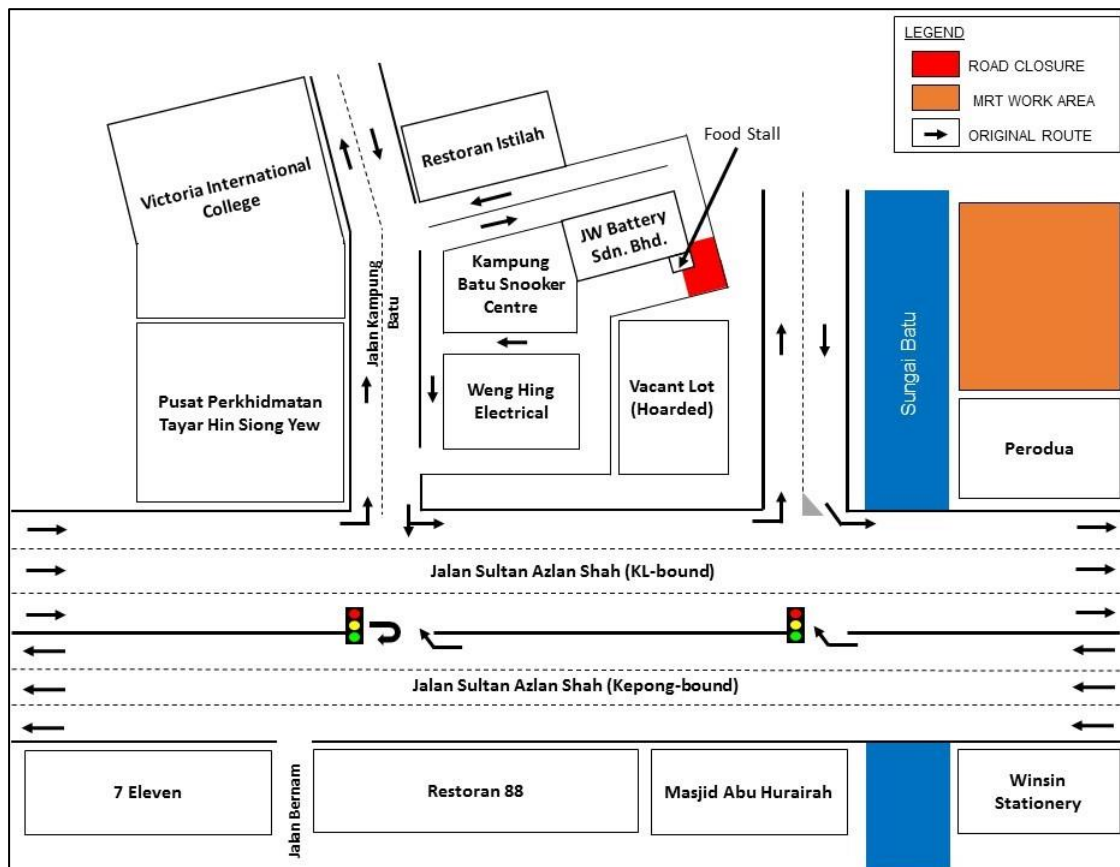 LEGEND
ROAD CLOSURE
MRT WORK AREA
ORIGINAL ROUTE
Food Stall
Restoran Istilah
Victoria International
College
JW Battery
Sdn. Bhd.
Kampung
Batu Snooker
Centre
Jalan Kampung
Batu
Sungai Batu
Pusat Perkhidmatan
Tayar Hin Siong Yew
Weng Hing
Electrical
Vacant Lot
(Hoarded)
Perodua
Jalan Sultan Azlan Shah (KL-bound)
Jalan Sultan Azlan Shah (Kepong-bound)
7 Eleven
Jalan Bernam
Restoran 88
Masjid Abu Hurairah
Winsin
Stationery